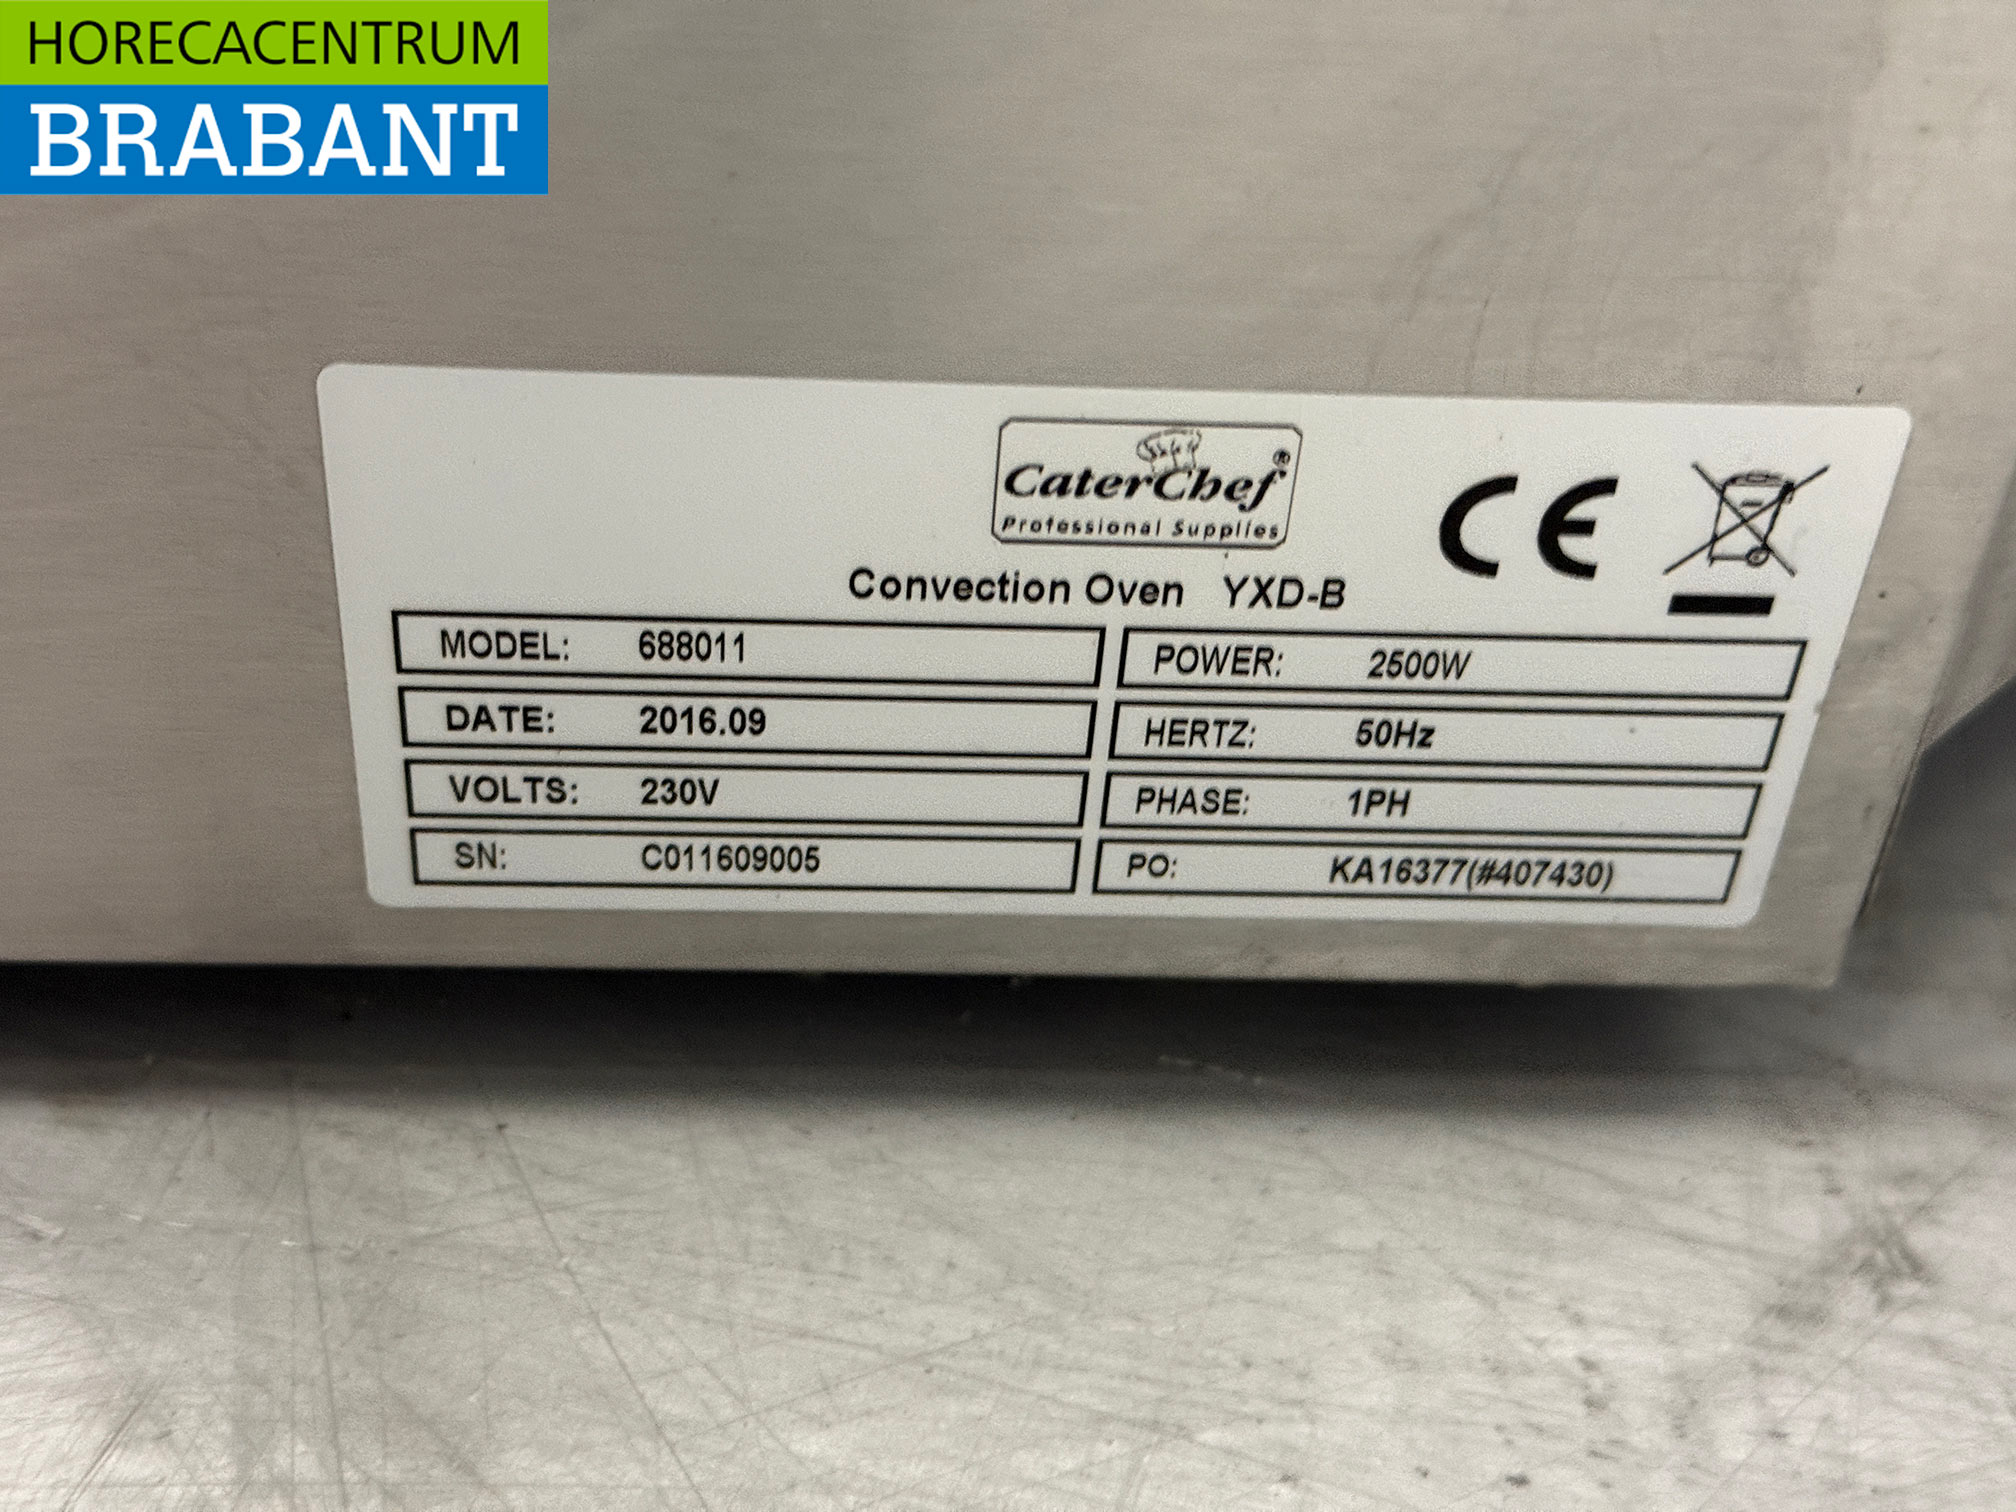 HORECACENTRUM
BRABANT
CaterChef®
Professional Supplies
CE
Convection Oven YXD-B
MODEL: 688011 POWER: 2500W
DATE: 2016.09 HERTZ: 50Hz
VOLTS: 230V PHASE: 1PH
SN: C011609005 PO: KA16377(#407430)